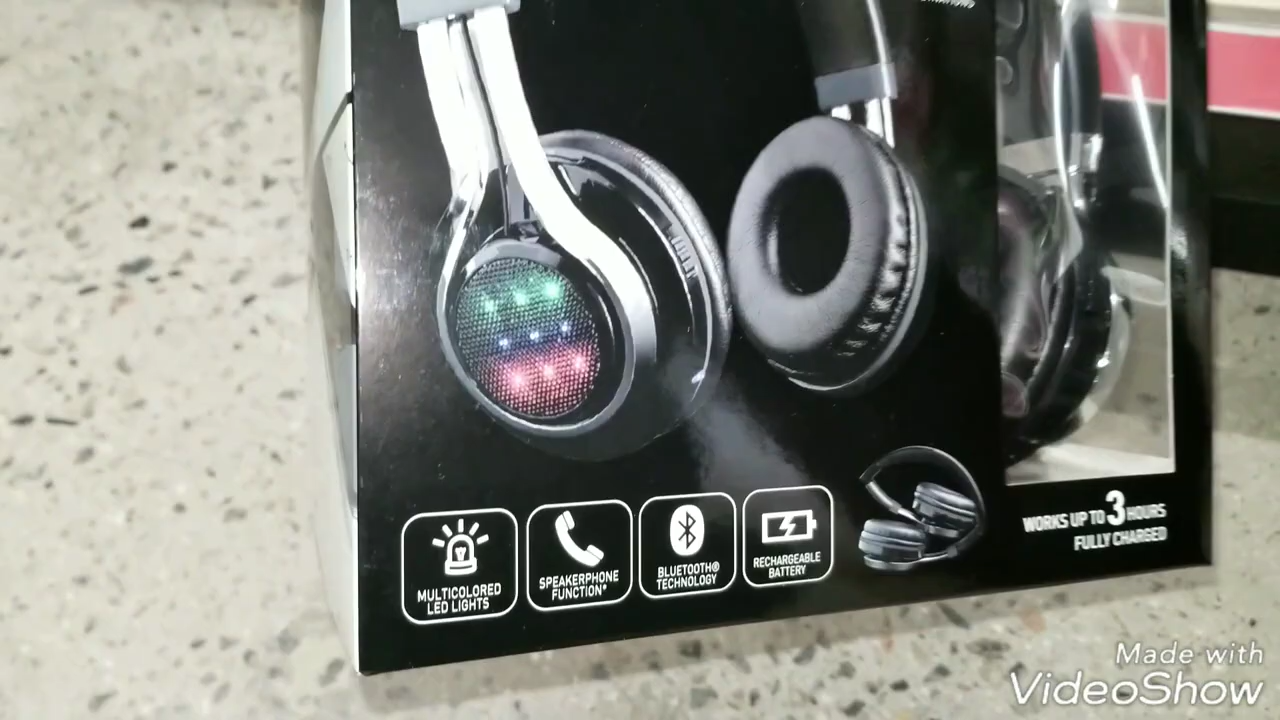 MULTICOLORED
LED LIGHTS
SPEAKERPHONE
FUNCTION*
BLUETOOTH®
TECHNOLOGY
RECHARGEABLE
BATTERY
WORKS UP TO 3 HOURS
FULLY CHARGED
Made with
VideoShow